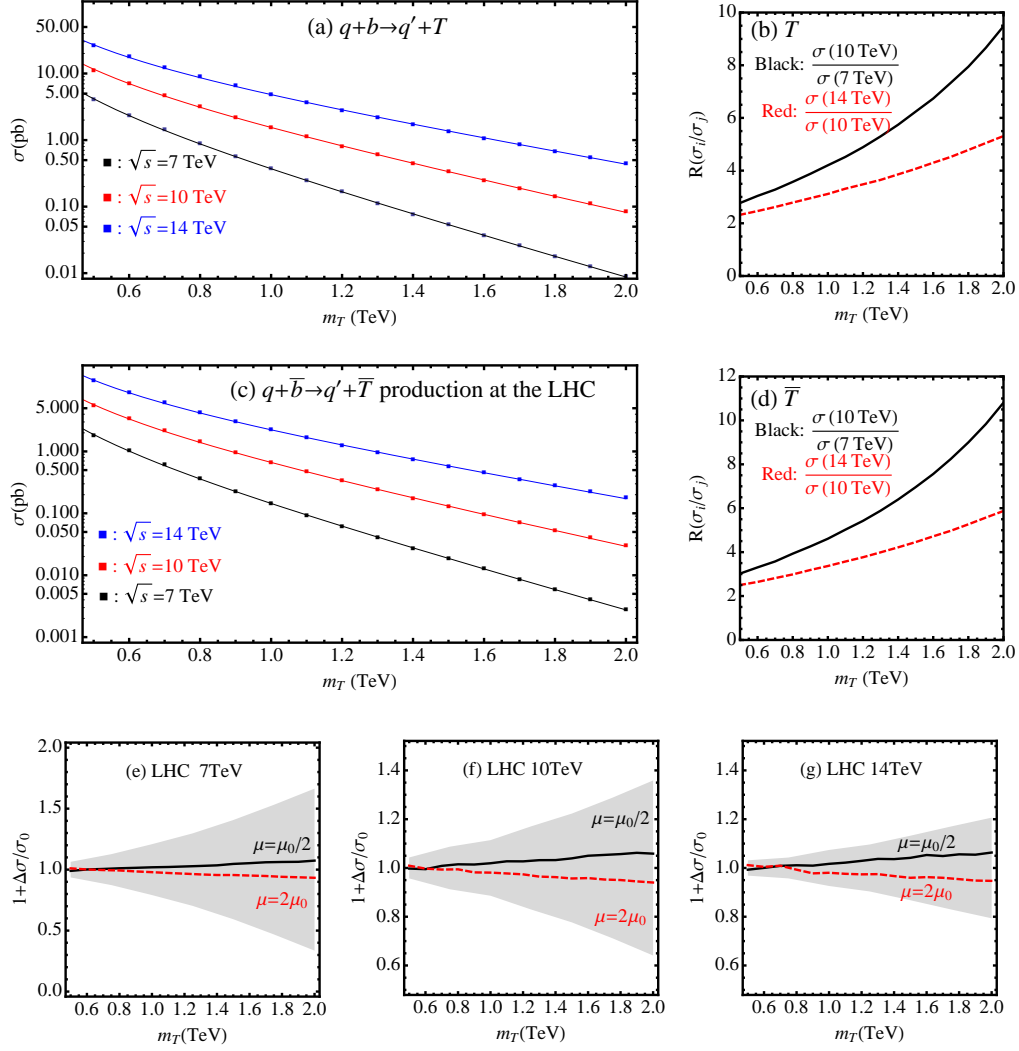 (a) q+b→q′+T
50.00
10.00
5.00
1.00
0.50
0.10
0.05
0.01
σ(pb)
■ : √s =7 TeV
■ : √s =10 TeV
■ : √s =14 TeV
0.6 0.8 1.0 1.2 1.4 1.6 1.8 2.0
m_T (TeV)
(b) T
Black: σ (10 TeV)/σ (7 TeV)
Red: σ (14 TeV)/σ (10 TeV)
10
8
6
4
2
0
R(σ_i/σ_j)
0.6 0.8 1.0 1.2 1.4 1.6 1.8 2.0
m_T (TeV)
(c) q+b̅→q′+T̅ production at the LHC
5.000
1.000
0.500
0.100
0.050
0.010
0.005
0.001
σ(pb)
■ : √s =14 TeV
■ : √s =10 TeV
■ : √s =7 TeV
0.6 0.8 1.0 1.2 1.4 1.6 1.8 2.0
m_T (TeV)
(d) T̅
Black: σ (10 TeV)/σ (7 TeV)
Red: σ (14 TeV)/σ (10 TeV)
12
10
8
6
4
2
0
R(σ_i/σ_j)
0.6 0.8 1.0 1.2 1.4 1.6 1.8 2.0
m_T (TeV)
(e) LHC 7TeV
2.0
1.5
1.0
0.5
0.0
1+Δσ/σ_0
μ=μ_0/2
μ=2μ_0
0.6 0.8 1.0 1.2 1.4 1.6 1.8 2.0
m_T(TeV)
(f) LHC 10TeV
1.4
1.2
1.0
0.8
0.6
1+Δσ/σ_0
μ=μ_0/2
μ=2μ_0
0.6 0.8 1.0 1.2 1.4 1.6 1.8 2.0
m_T(TeV)
(g) LHC 14TeV
1.4
1.2
1.0
0.8
0.6
1+Δσ/σ_0
μ=μ_0/2
μ=2μ_0
0.6 0.8 1.0 1.2 1.4 1.6 1.8 2.0
m_T(TeV)